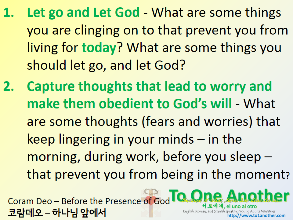 1. Let go and Let God - What are some things
you are clinging on to that prevent you from
living for today? What are some things you
should let go, and let God?
2. Capture thoughts that lead to worry and
make them obedient to God's will - What
are some thoughts (fears and worries) that
keep lingering in your minds – in the
morning, during work, before you sleep –
that prevent you from being in the moment?
Coram Deo – Before the Presence of God
To One Another
코람데오 – 하나님 앞에서